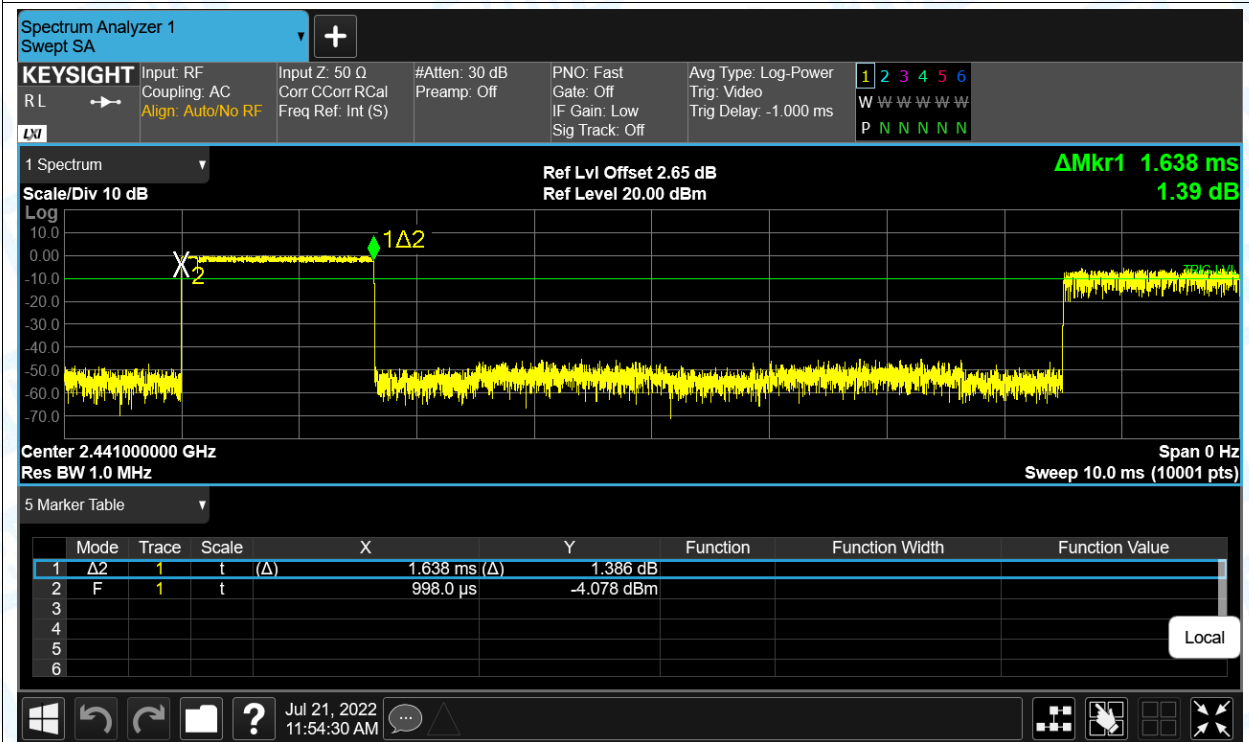 Spectrum Analyzer 1
Swept SA
+
KEYSIGHT
R L
LXI
Input: RF
Coupling: AC
Align: Auto/No RF
Input Z: 50 Ω
Corr CCorr RCal
Freq Ref: Int (S)
#Atten: 30 dB
Preamp: Off
PNO: Fast
Gate: Off
IF Gain: Low
Sig Track: Off
Avg Type: Log-Power
Trig: Video
Trig Delay: -1.000 ms
1 2 3 4 5 6
W W W W W W
P N N N N N
1 Spectrum
Scale/Div 10 dB
Ref Lvl Offset 2.65 dB
Ref Level 20.00 dBm
ΔMkr1 1.638 ms
1.39 dB
Log
10.0
0.00
-10.0
-20.0
-30.0
-40.0
-50.0
-60.0
-70.0
1Δ2
2
TRIG LVL
Center 2.441000000 GHz
Res BW 1.0 MHz
Span 0 Hz
Sweep 10.0 ms (10001 pts)
5 Marker Table
Mode Trace Scale X Y Function Function Width Function Value
1 Δ2 1 t (Δ) 1.638 ms (Δ) 1.386 dB
2 F 1 t 998.0 µs -4.078 dBm
3
4
5
6
Local
?
Jul 21, 2022
11:54:30 AM